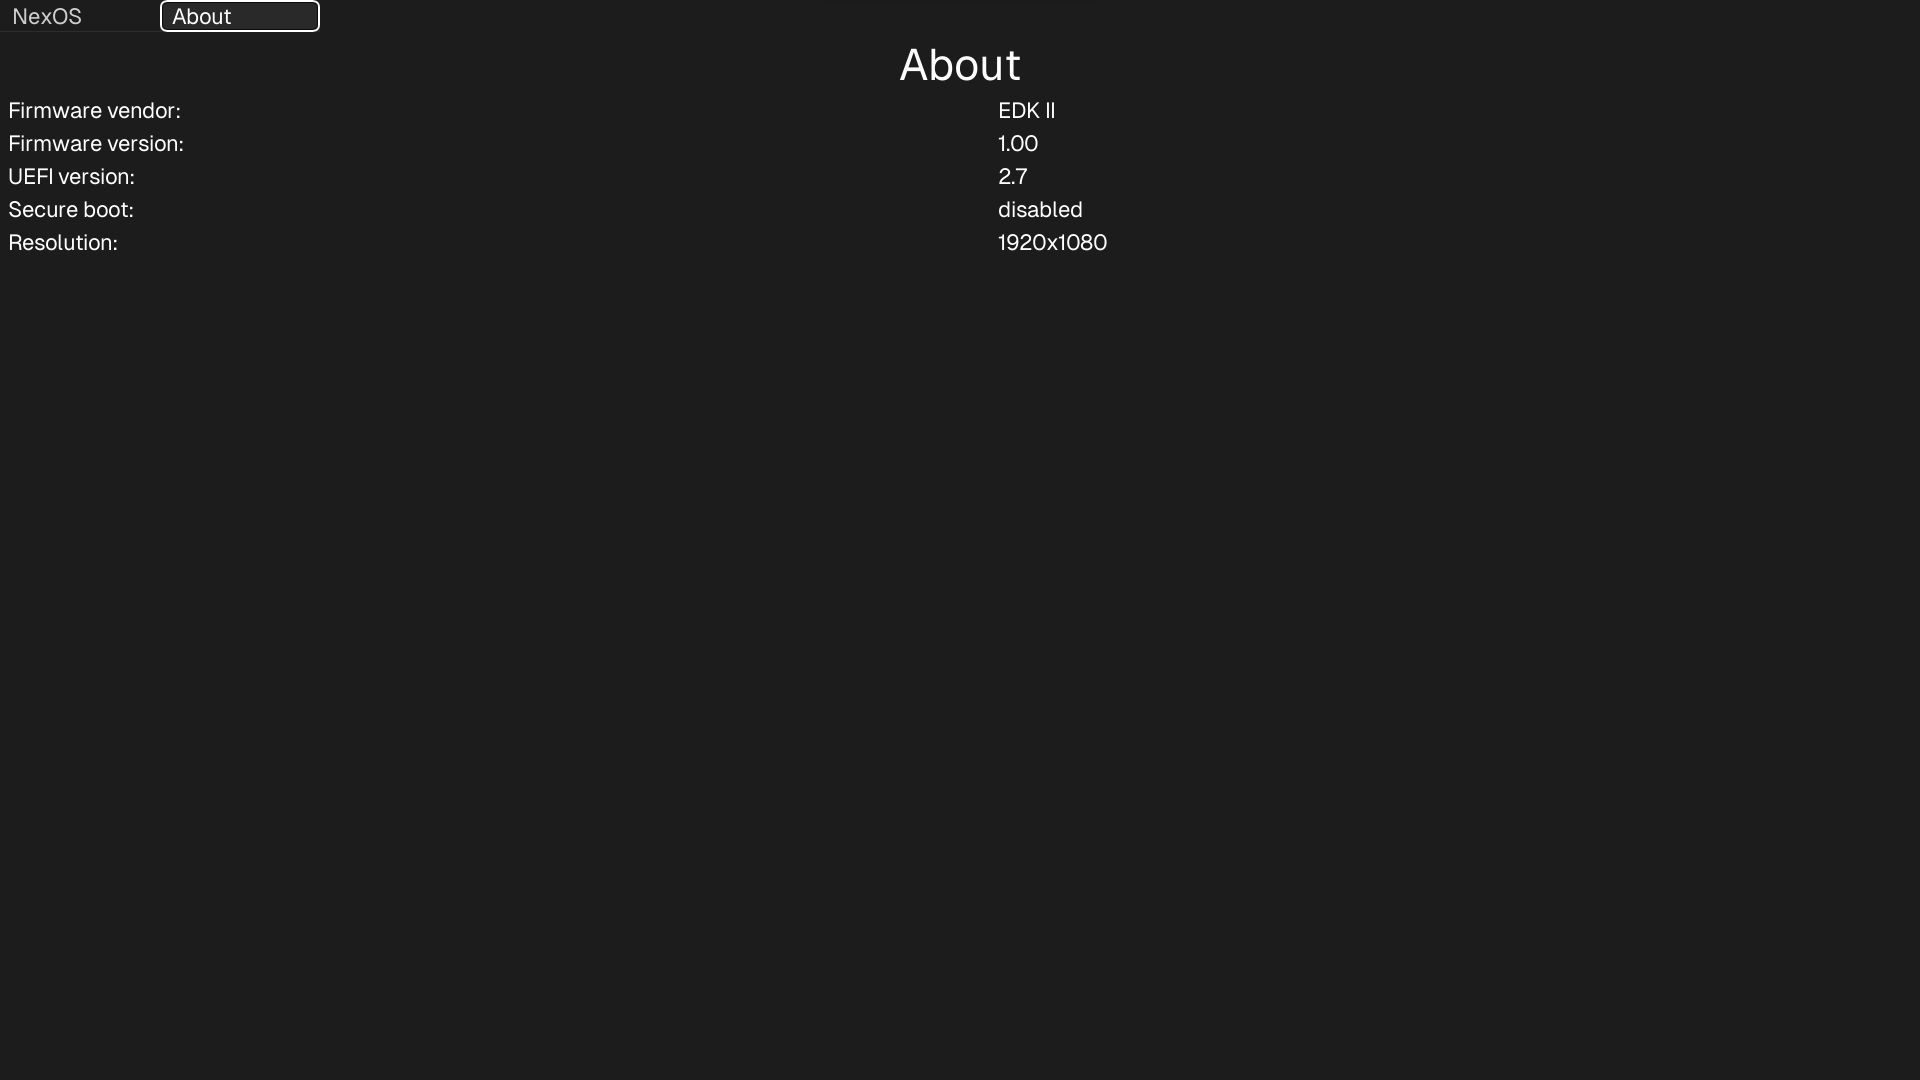 NexOS About
About
Firmware vendor: EDK II
Firmware version: 1.00
UEFI version: 2.7
Secure boot: disabled
Resolution: 1920x1080